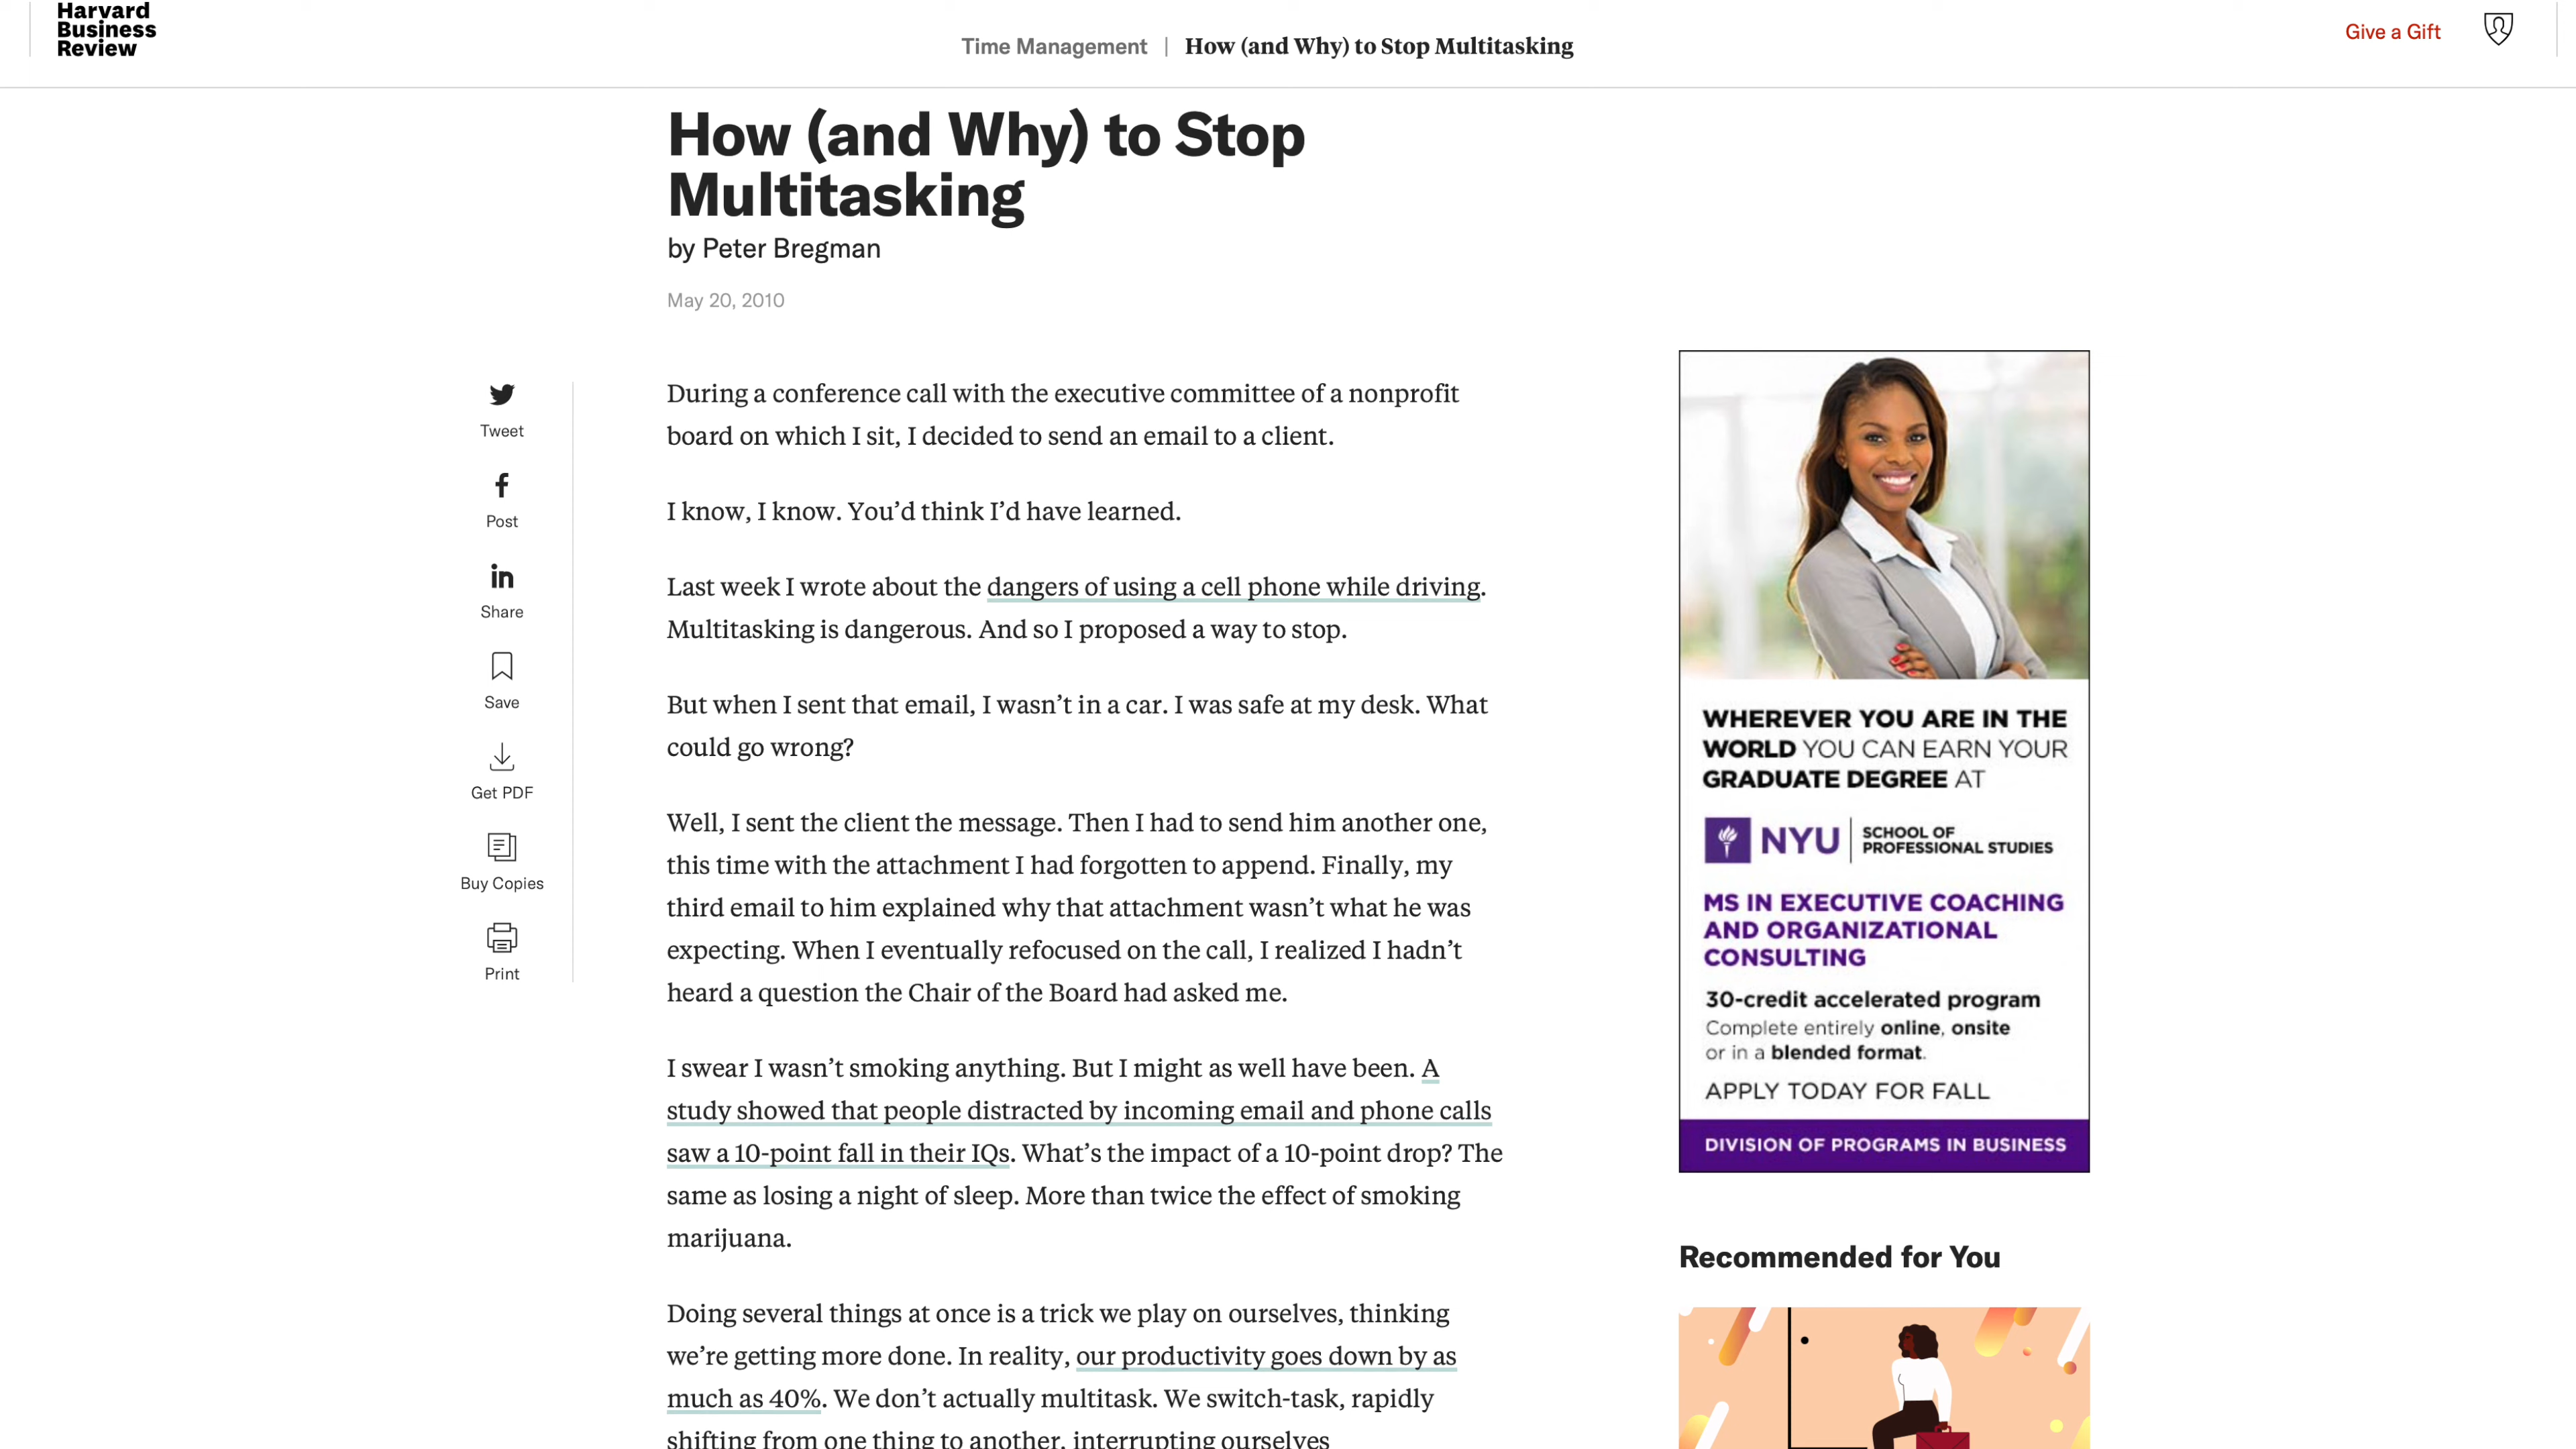 Harvard
Business
Review
Time Management | How (and Why) to Stop Multitasking
Give a Gift
How (and Why) to Stop
Multitasking
by Peter Bregman
May 20, 2010
Tweet
Post
Share
Save
Get PDF
Buy Copies
Print
During a conference call with the executive committee of a nonprofit
board on which I sit, I decided to send an email to a client.
I know, I know. You’d think I’d have learned.
Last week I wrote about the dangers of using a cell phone while driving.
Multitasking is dangerous. And so I proposed a way to stop.
But when I sent that email, I wasn’t in a car. I was safe at my desk. What
could go wrong?
Well, I sent the client the message. Then I had to send him another one,
this time with the attachment I had forgotten to append. Finally, my
third email to him explained why that attachment wasn’t what he was
expecting. When I eventually refocused on the call, I realized I hadn’t
heard a question the Chair of the Board had asked me.
I swear I wasn’t smoking anything. But I might as well have been. A
study showed that people distracted by incoming email and phone calls
saw a 10-point fall in their IQs. What’s the impact of a 10-point drop? The
same as losing a night of sleep. More than twice the effect of smoking
marijuana.
Doing several things at once is a trick we play on ourselves, thinking
we’re getting more done. In reality, our productivity goes down by as
much as 40%. We don’t actually multitask. We switch-task, rapidly
shifting from one thing to another, interrupting ourselves
WHEREVER YOU ARE IN THE
WORLD YOU CAN EARN YOUR
GRADUATE DEGREE AT
NYU SCHOOL OF
PROFESSIONAL STUDIES
MS IN EXECUTIVE COACHING
AND ORGANIZATIONAL
CONSULTING
30-credit accelerated program
Complete entirely online, onsite
or in a blended format.
APPLY TODAY FOR FALL
DIVISION OF PROGRAMS IN BUSINESS
Recommended for You